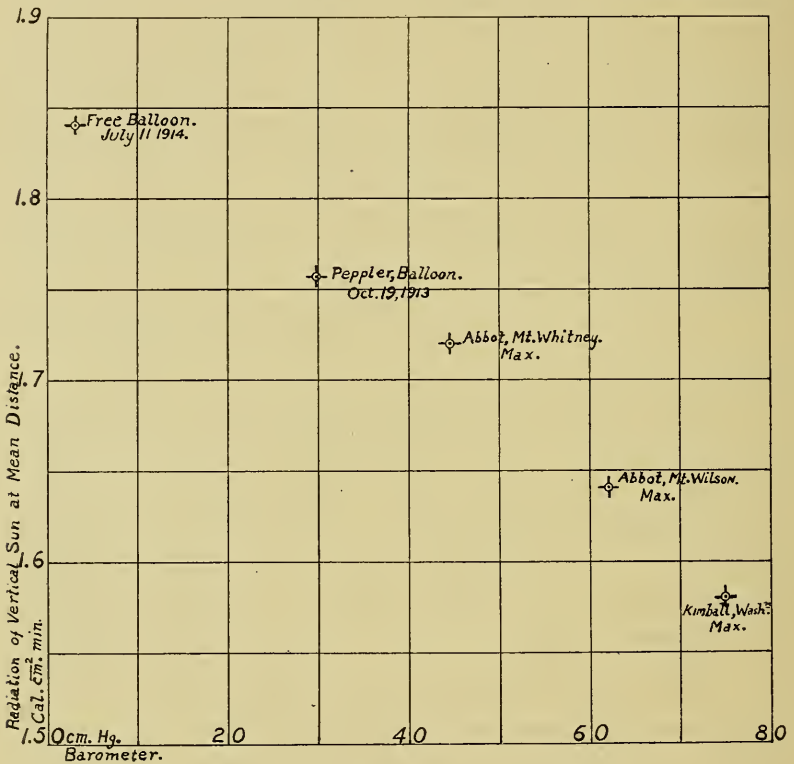 1.9
Free Balloon.
July 11 1914.
1.8
Peppler, Balloon.
Oct. 19, 1913
Abbot, Mt. Whitney.
Max.
1.7
Abbot, Mt. Wilson.
Max.
1.6
Kimball, Wash.
Max.
Radiation of Vertical Sun at Mean Distance.
Cal. cm.² min.
1.5 0 cm. Hg. 20 40 60 80
Barometer.